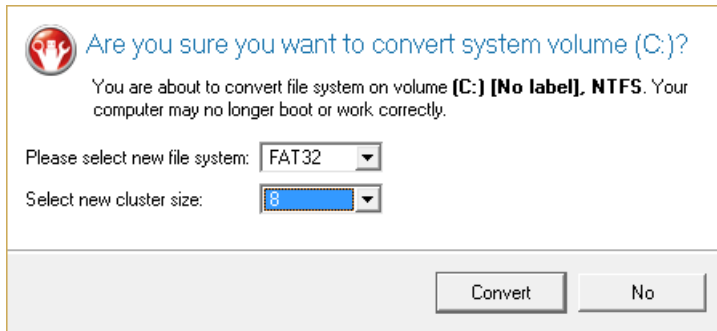 Are you sure you want to convert system volume (C:)?
You are about to convert file system on volume (C:) [No label], NTFS. Your
computer may no longer boot or work correctly.
Please select new file system: FAT32
Select new cluster size: 8
Convert No